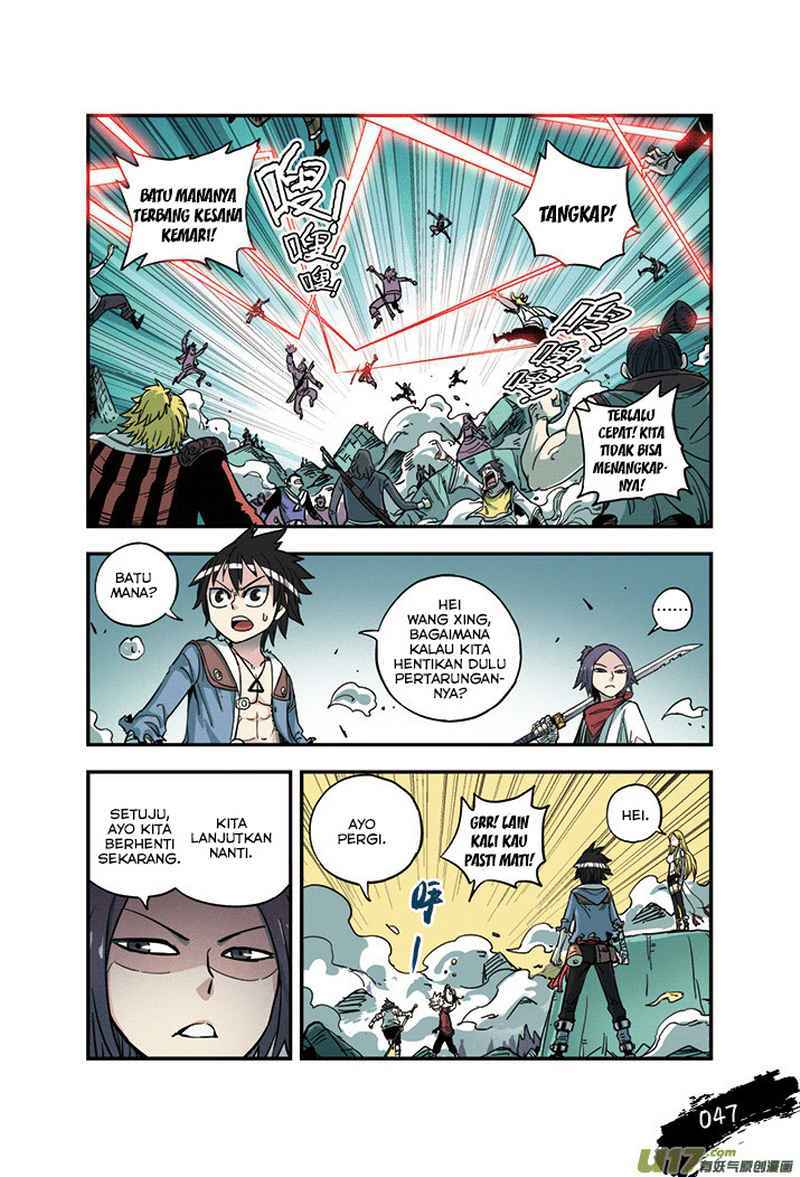 BATU MANANYA
TERBANG KESANA
KEMARI!
嗖!
嗖!
嗖!
TANGKAP!
嗖
嗖
嗖
TERLALU
CEPAT! KITA
TIDAK BISA
MENANGKAP-
NYA!
BATU
MANA?
HEI
WANG XING,
BAGAIMANA
KALAU KITA
HENTIKAN DULU
PERTARUNGAN-
NYA?
......
SETUJU,
AYO KITA
BERHENTI
SEKARANG.
KITA
LANJUTKAN
NANTI.
AYO
PERGI.
GRR! LAIN
KALI KAU
PASTI MATI!
HEI.
呼
047
U17.com
有妖气原创漫画